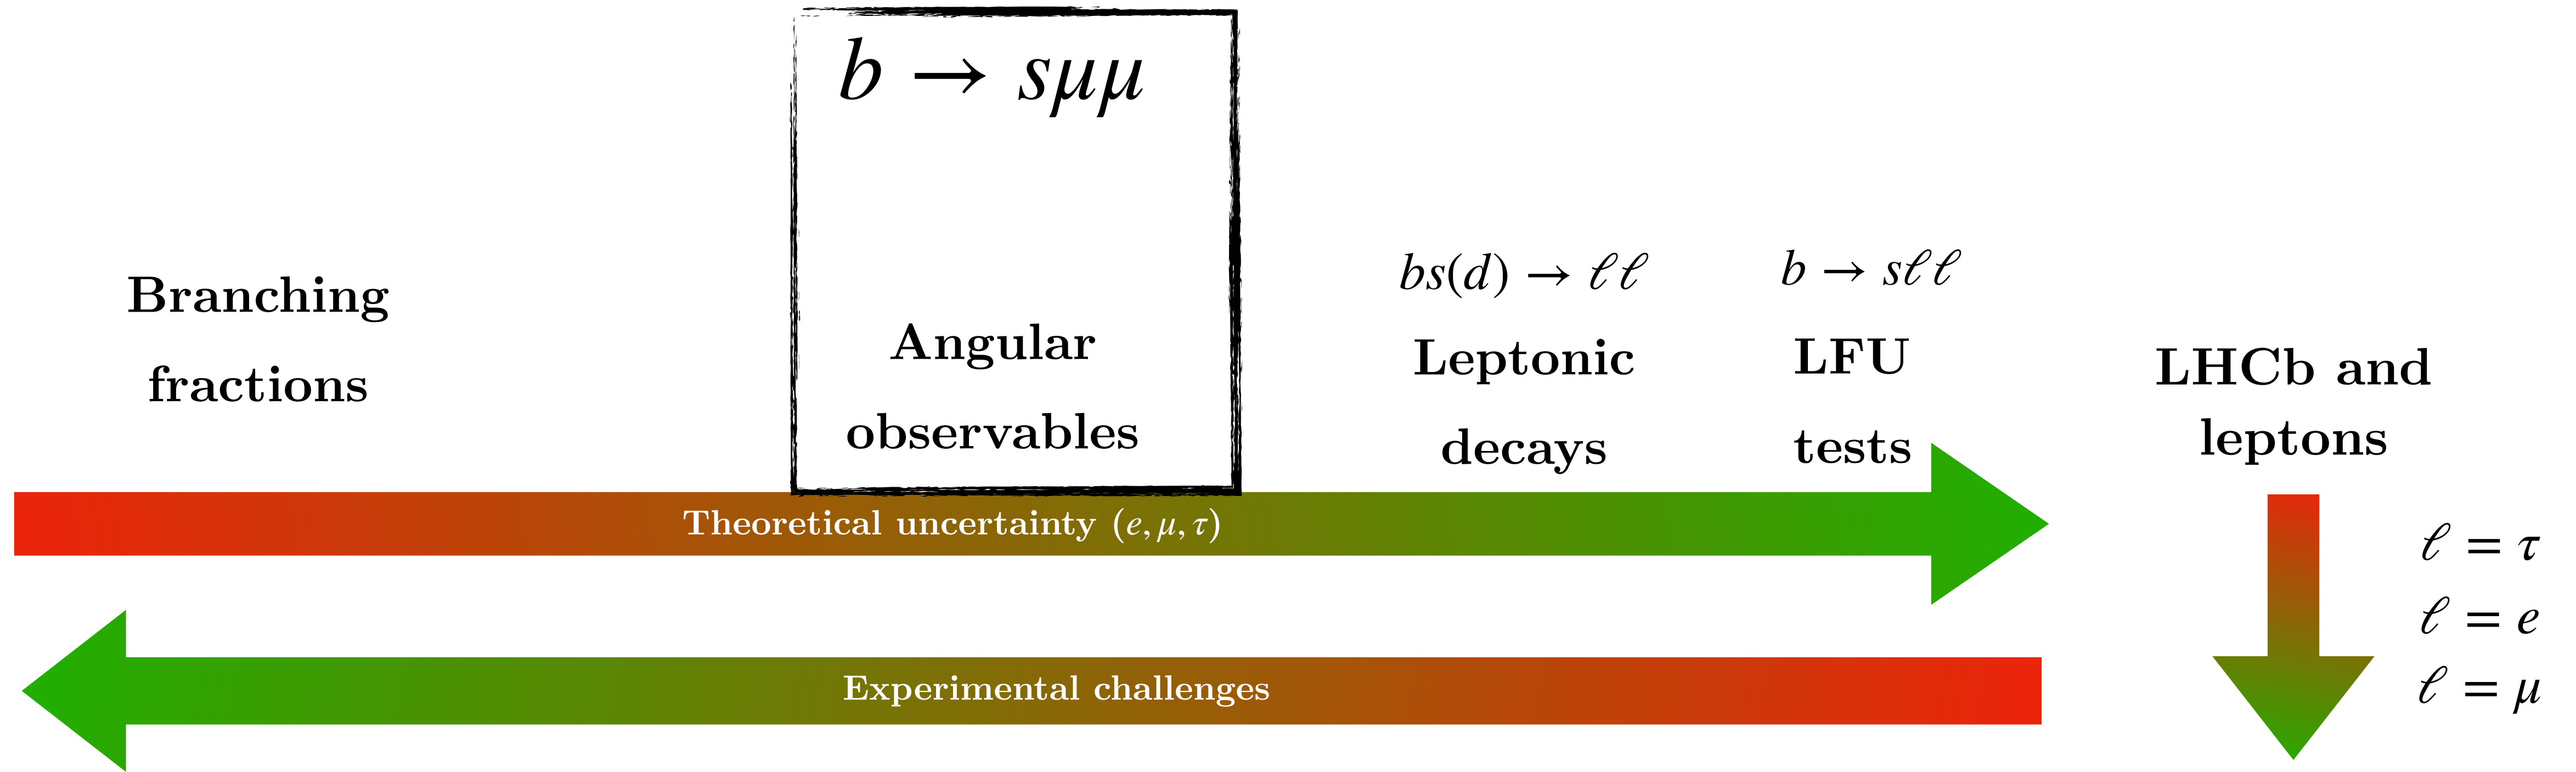 b → sμμ
Branching
fractions
Angular
observables
bs(d) → ℓℓ
Leptonic
decays
b → sℓℓ
LFU
tests
LHCb and
leptons
Theoretical uncertainty (e, μ, τ)
Experimental challenges
ℓ = τ
ℓ = e
ℓ = μ